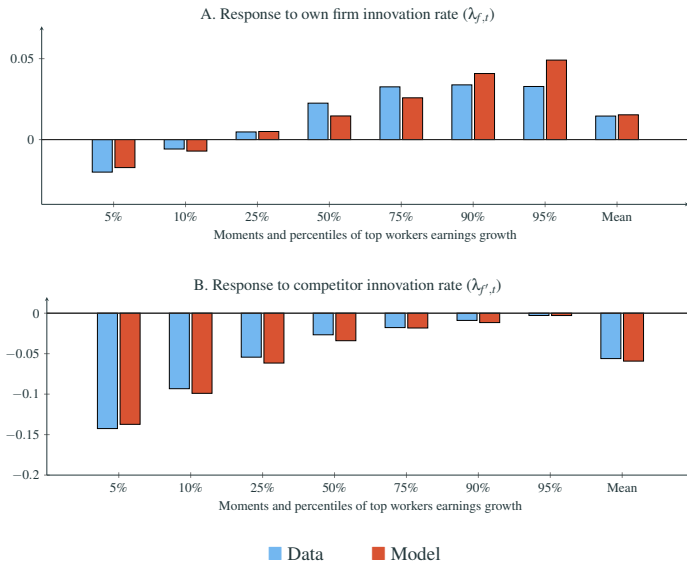 A. Response to own firm innovation rate (λ_{f,t})
0.05
0
5% 10% 25% 50% 75% 90% 95% Mean
Moments and percentiles of top workers earnings growth
B. Response to competitor innovation rate (λ_{f′,t})
0
−0.05
−0.1
−0.15
−0.2
5% 10% 25% 50% 75% 90% 95% Mean
Moments and percentiles of top workers earnings growth
Data Model